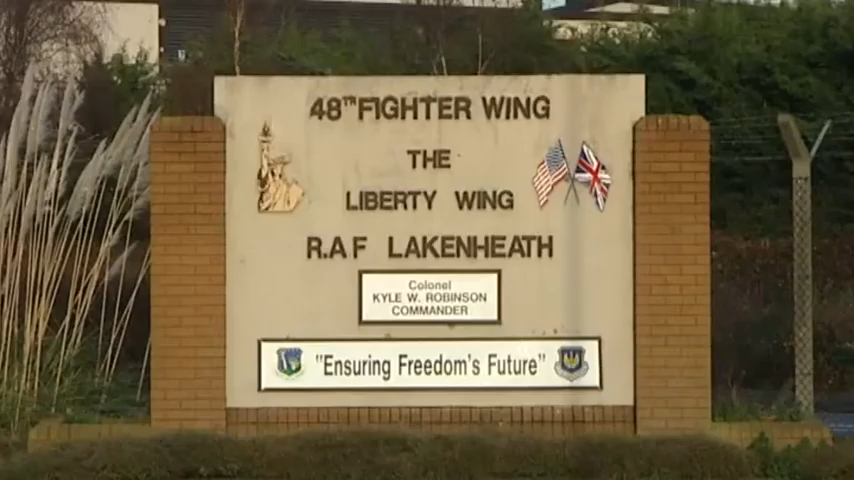 48TH FIGHTER WING
THE
LIBERTY WING
R.A F LAKENHEATH
Colonel
KYLE W. ROBINSON
COMMANDER
"Ensuring Freedom's Future"